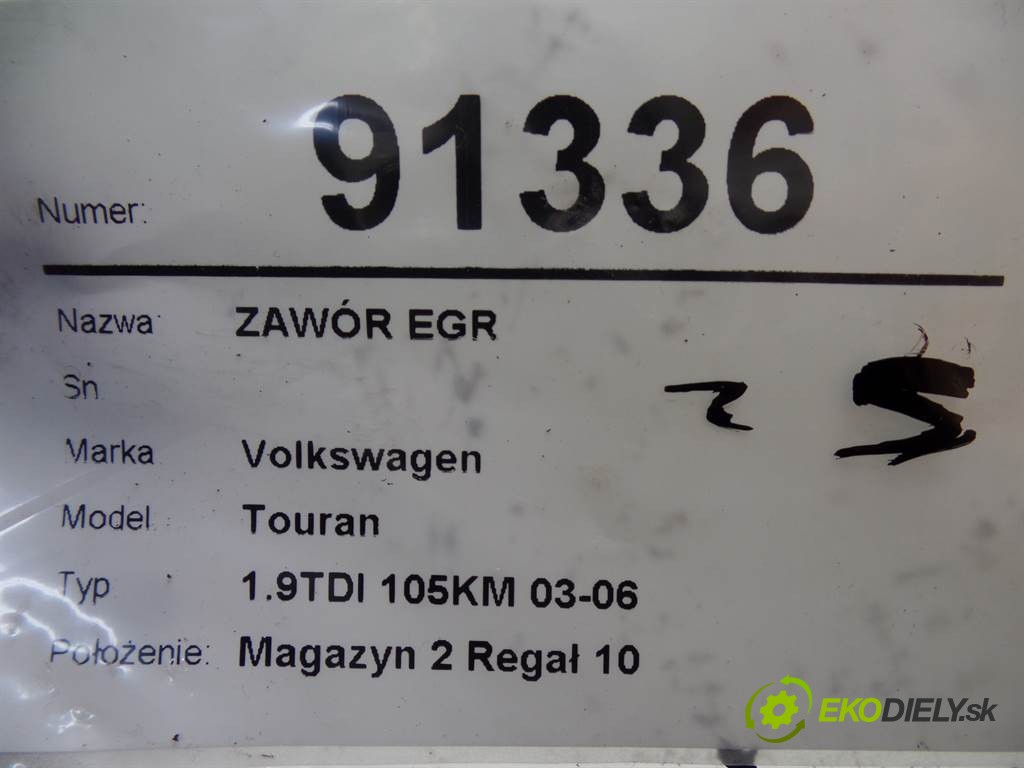 Numer: 91336
Nazwa: ZAWÓR EGR
Sn
Marka Volkswagen
Model : Touran
Typ 1.9TDI 105KM 03-06
Położenie: Magazyn 2 Regał 10
EKODIELY.sk